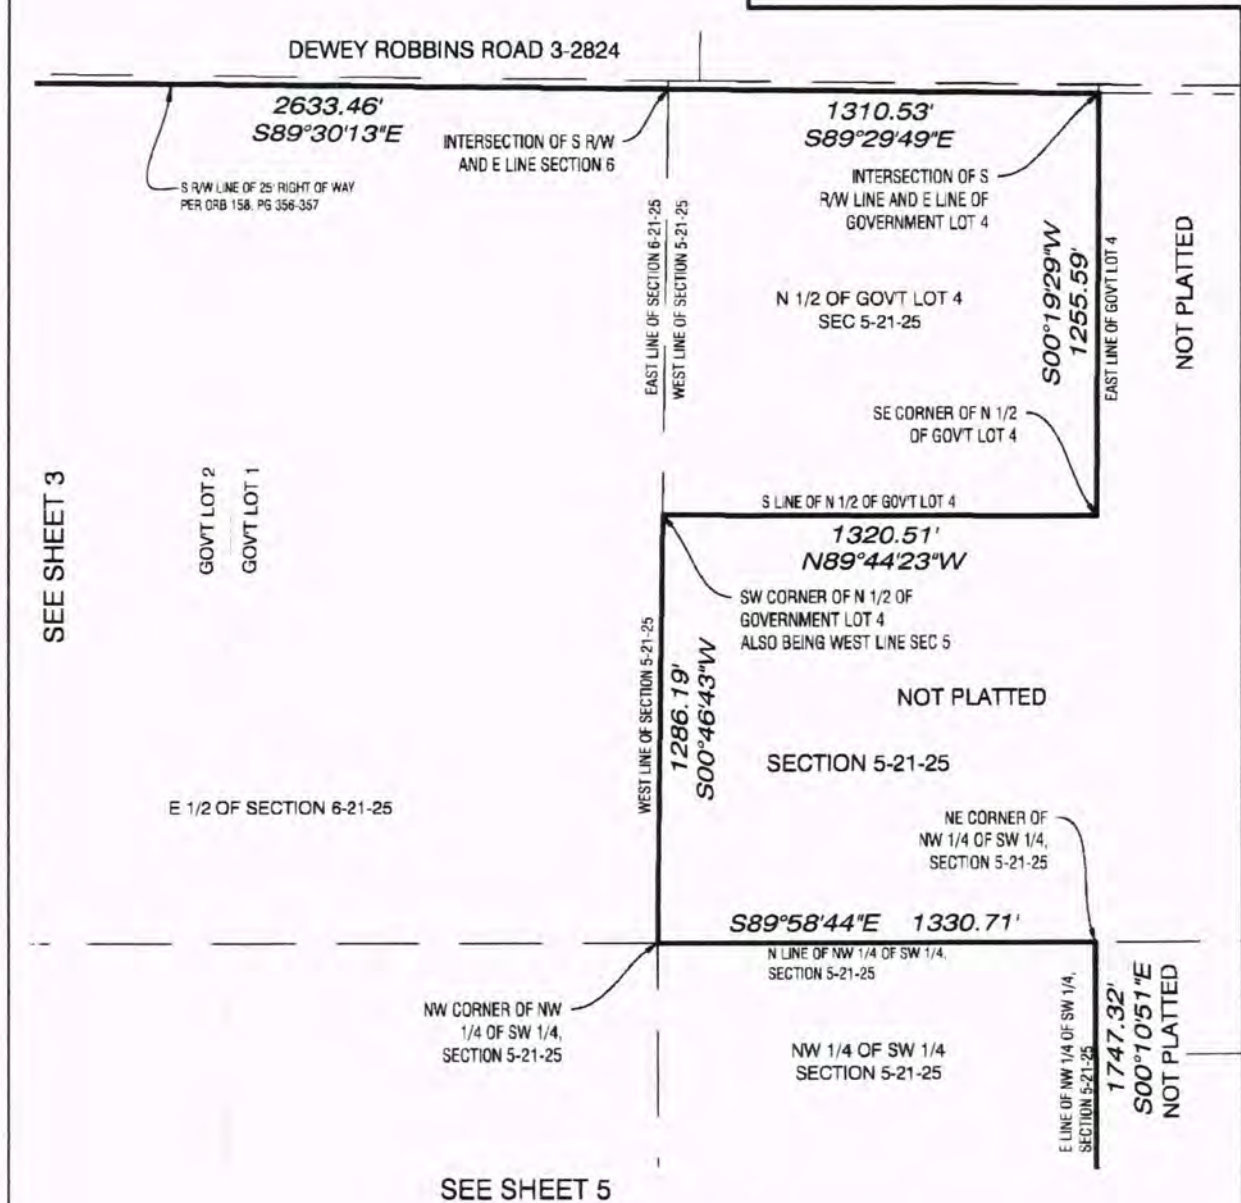 DEWEY ROBBINS ROAD 3-2824
2633.46'
S89°30'13"E
INTERSECTION OF S R/W
AND E LINE SECTION 6
1310.53'
S89°29'49"E
S R/W LINE OF 25' RIGHT OF WAY
PER ORB 158, PG 356-357
INTERSECTION OF S
R/W LINE AND E LINE OF
GOVERNMENT LOT 4
EAST LINE OF SECTION 6-21-25
WEST LINE OF SECTION 5-21-25
N 1/2 OF GOV'T LOT 4
SEC 5-21-25
S00°19'29"W
1255.59'
EAST LINE OF GOV'T LOT 4
NOT PLATTED
SE CORNER OF N 1/2
OF GOV'T LOT 4
SEE SHEET 3
GOV'T LOT 2
GOV'T LOT 1
S LINE OF N 1/2 OF GOV'T LOT 4
1320.51'
N89°44'23"W
SW CORNER OF N 1/2 OF
GOVERNMENT LOT 4
ALSO BEING WEST LINE SEC 5
WEST LINE OF SECTION 5-21-25
1286.19'
S00°46'43"W
NOT PLATTED
SECTION 5-21-25
E 1/2 OF SECTION 6-21-25
NE CORNER OF
NW 1/4 OF SW 1/4,
SECTION 5-21-25
S89°58'44"E 1330.71'
N LINE OF NW 1/4 OF SW 1/4,
SECTION 5-21-25
NW CORNER OF NW
1/4 OF SW 1/4,
SECTION 5-21-25
NW 1/4 OF SW 1/4
SECTION 5-21-25
E LINE OF NW 1/4 OF SW 1/4,
SECTION 5-21-25
1747.32'
S00°10'51"E
NOT PLATTED
SEE SHEET 5